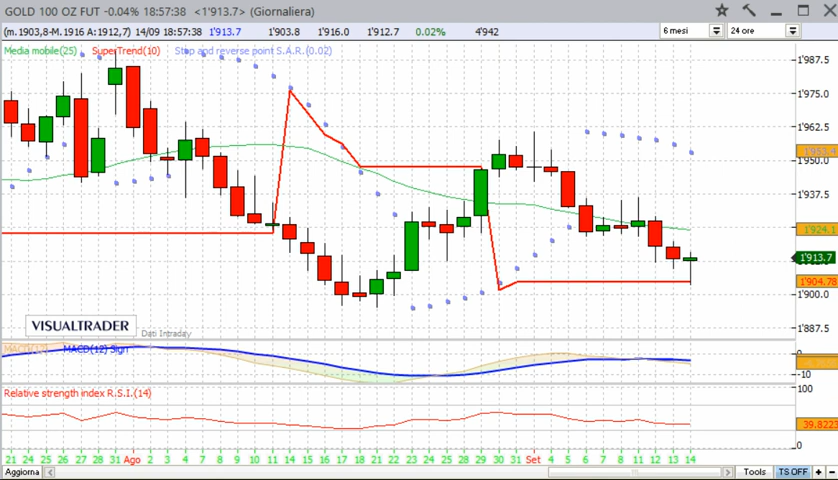 GOLD 100 OZ FUT -0.04% 18:57:38 <1'913.7> (Giornaliera)
(m.1903,8-M.1916 A:1912,7) 14/09 18:57:38 1'913.7 1'903.8 1'916.0 1'912.7 0.02% 4'942 6 mesi 24 ore
Media mobile(25) SuperTrend(10) Stop and reverse point S.A.R.(0.02)
1'987.5
1'975.0
1'962.5
1'950.0
1'937.5
1'924.1
1'913.7
1'904.78
1'900.0
1'887.5
VISUALTRADER
Dati Intraday
MACD(12) MACD(12) Sign
0
-10
Relative strength index R.S.I.(14)
100
39.8223
0
21 24 25 26 27 28 31 Ago 2 3 4 7 8 9 10 11 14 15 16 17 18 21 22 23 24 25 28 29 30 31 Set 4 5 6 7 8 11 12 13 14
Aggiorna Tools TS OFF + -